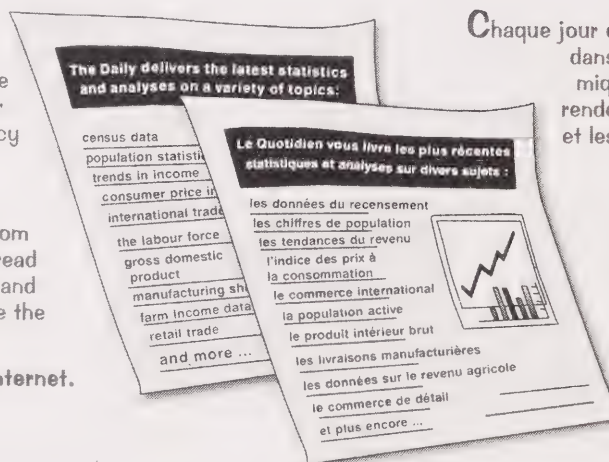 cy
om
ead
and
e the
nternet.
The Daily delivers the latest statistics
and analyses on a variety of topics:
census data
population
trends in income
consumer price
international
the labour force
gross domestic
product
manufacturing
farm income data
retail trade
and more ...
Le Quotidien vous livre les plus récentes
statistiques et analyses sur divers sujets :
les données du recensement
les chiffres de population
les tendances du revenu
l'indice des prix à
la consommation
le commerce international
la population active
le produit intérieur brut
les livraisons manufacturières
les données sur le revenu agricole
le commerce de détail
et plus encore ...
Chaque jour
dans
miq
rende
et les